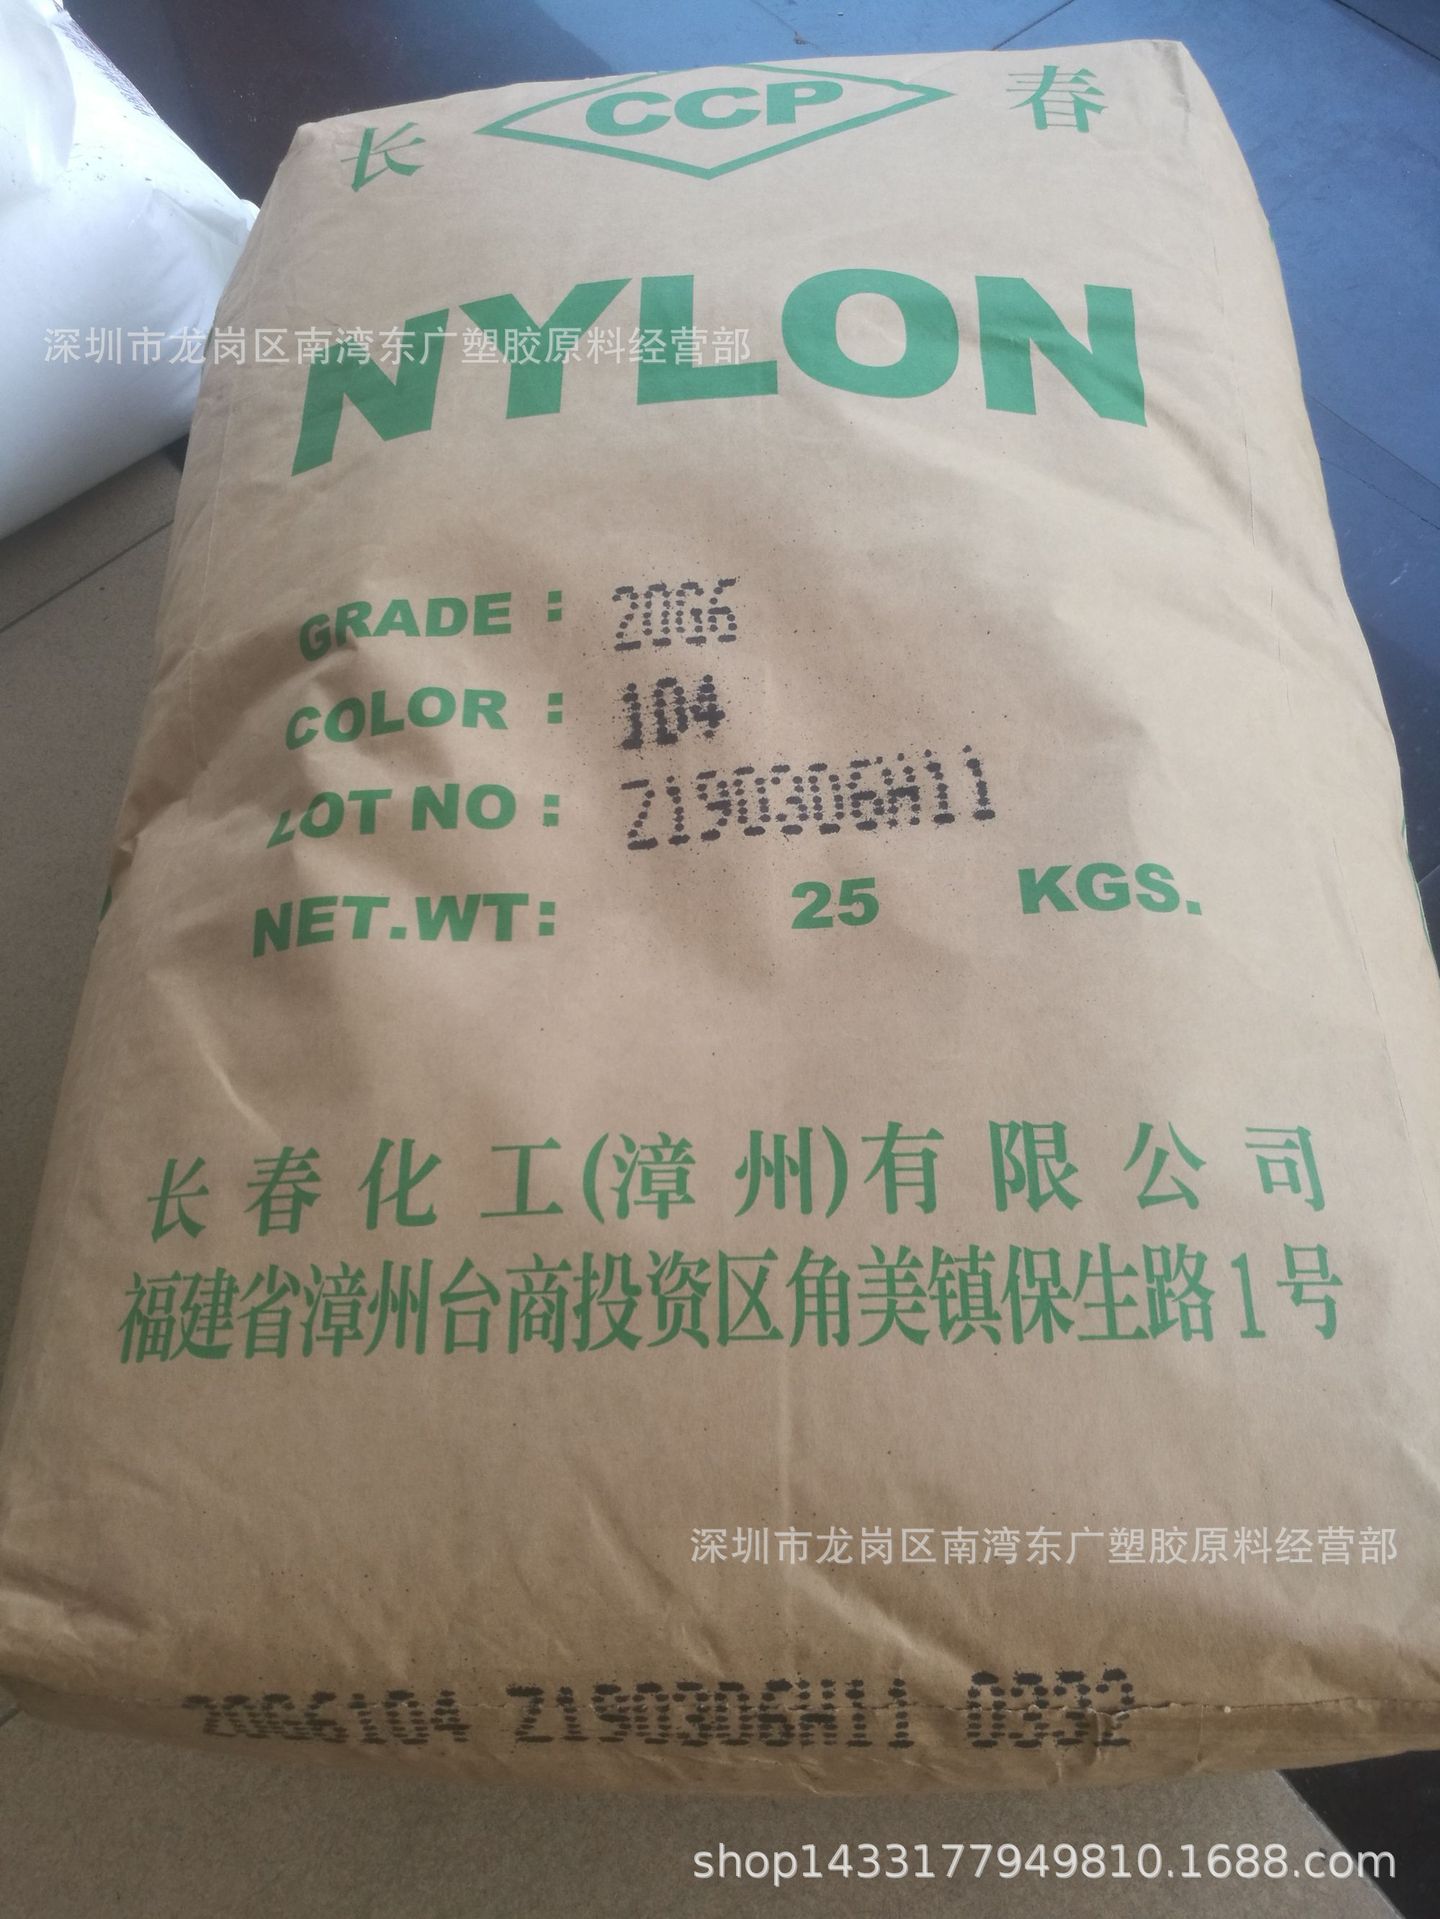 长 CCP 春
NYLON
深圳市龙岗区南湾东广塑胶原料经营部
GRADE : 20G6
COLOR : 104
LOT NO : Z190306H11
NET.WT: 25 KGS.
长春化工(漳州)有限公司
福建省漳州台商投资区角美镇保生路1号
深圳市龙岗区南湾东广塑胶原料经营部
20G6104 Z190306H11 0332
shop1433177949810.1688.com